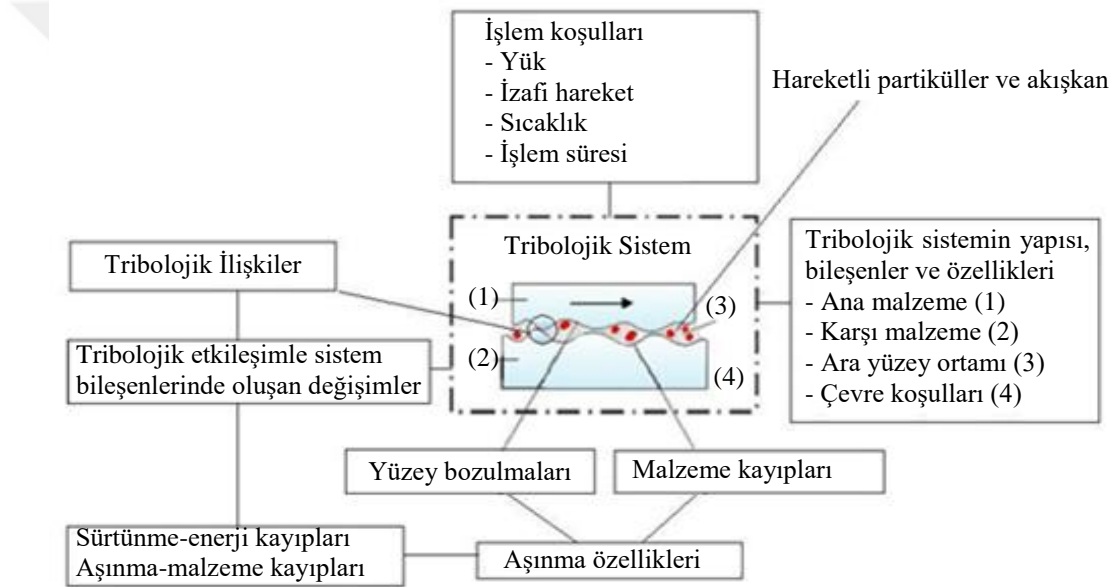 İşlem koşulları
- Yük
- İzafi hareket
- Sıcaklık
- İşlem süresi
Hareketli partiküller ve akışkan
Tribolojik Sistem
(1)
(3)
(2)
(4)
Tribolojik sistemin yapısı,
bileşenler ve özellikleri
- Ana malzeme (1)
- Karşı malzeme (2)
- Ara yüzey ortamı (3)
- Çevre koşulları (4)
Tribolojik İlişkiler
Tribolojik etkileşimle sistem
bileşenlerinde oluşan değişimler
Yüzey bozulmaları
Malzeme kayıpları
Sürtünme-enerji kayıpları
Aşınma-malzeme kayıpları
Aşınma özellikleri